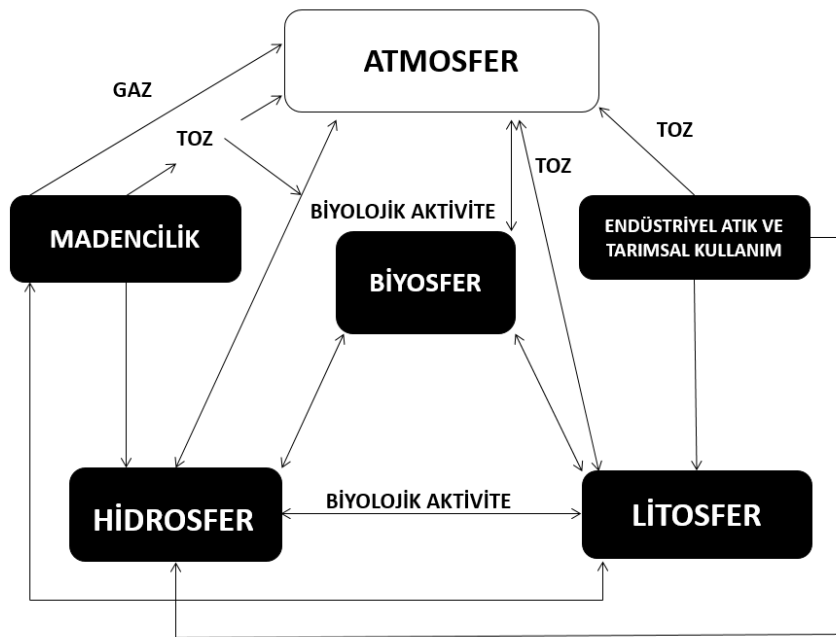 ATMOSFER
GAZ
TOZ
TOZ
TOZ
BİYOLOJİK AKTİVİTE
MADENCİLİK
ENDÜSTRİYEL ATIK VE
TARIMSAL KULLANIM
BİYOSFER
BİYOLOJİK AKTİVİTE
HİDROSFER
LİTOSFER